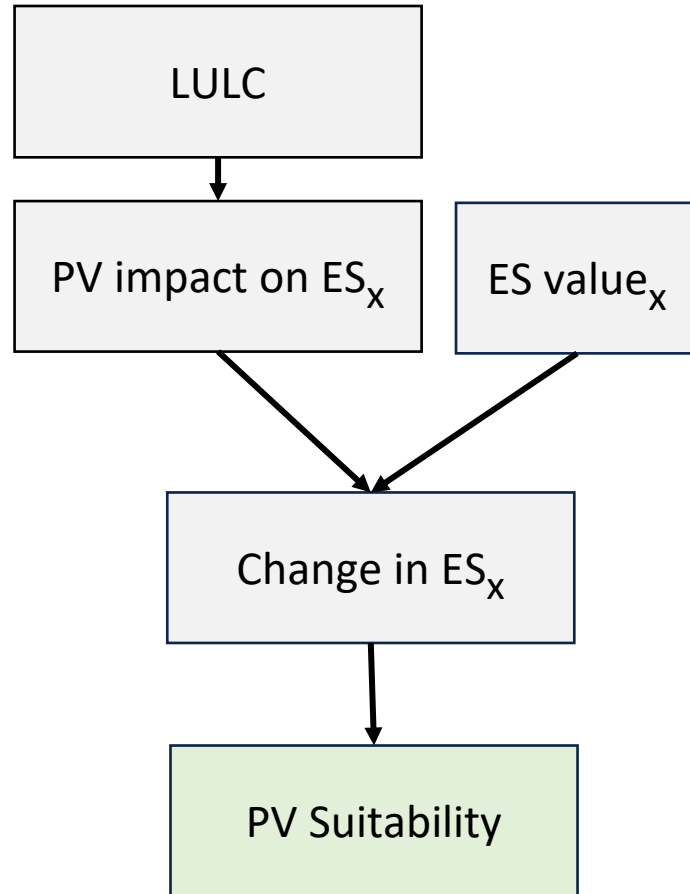 LULC
PV impact on ESₓ
ES valueₓ
Change in ESₓ
PV Suitability